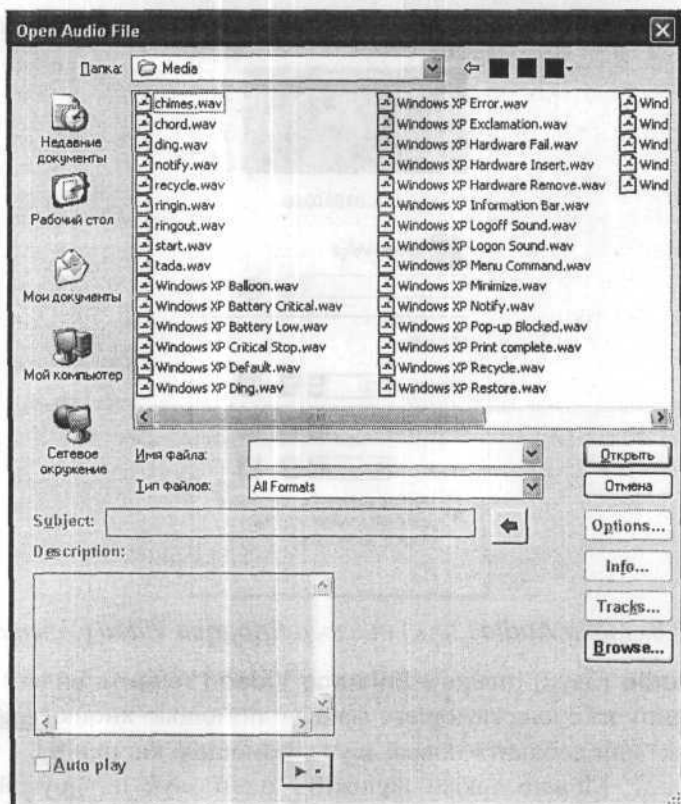 Open Audio File
Папка:
Media
Недавние документы
Рабочий стол
Мои документы
Мой компьютер
Сетевое окружение
chimes.wav
chord.wav
ding.wav
notify.wav
recycle.wav
ringin.wav
ringout.wav
start.wav
tada.wav
Windows XP Balloon.wav
Windows XP Battery Critical.wav
Windows XP Battery Low.wav
Windows XP Critical Stop.wav
Windows XP Default.wav
Windows XP Ding.wav
Windows XP Error.wav
Windows XP Exclamation.wav
Windows XP Hardware Fail.wav
Windows XP Hardware Insert.wav
Windows XP Hardware Remove.wav
Windows XP Information Bar.wav
Windows XP Logoff Sound.wav
Windows XP Logon Sound.wav
Windows XP Menu Command.wav
Windows XP Minimize.wav
Windows XP Notify.wav
Windows XP Pop-up Blocked.wav
Windows XP Print complete.wav
Windows XP Recycle.wav
Windows XP Restore.wav
Wind
Wind
Wind
Wind
Wind
Имя файла:
Открыть
Тип файлов:
All Formats
Отмена
Subject:
Options...
Description:
Info...
Tracks...
Browse...
Auto play